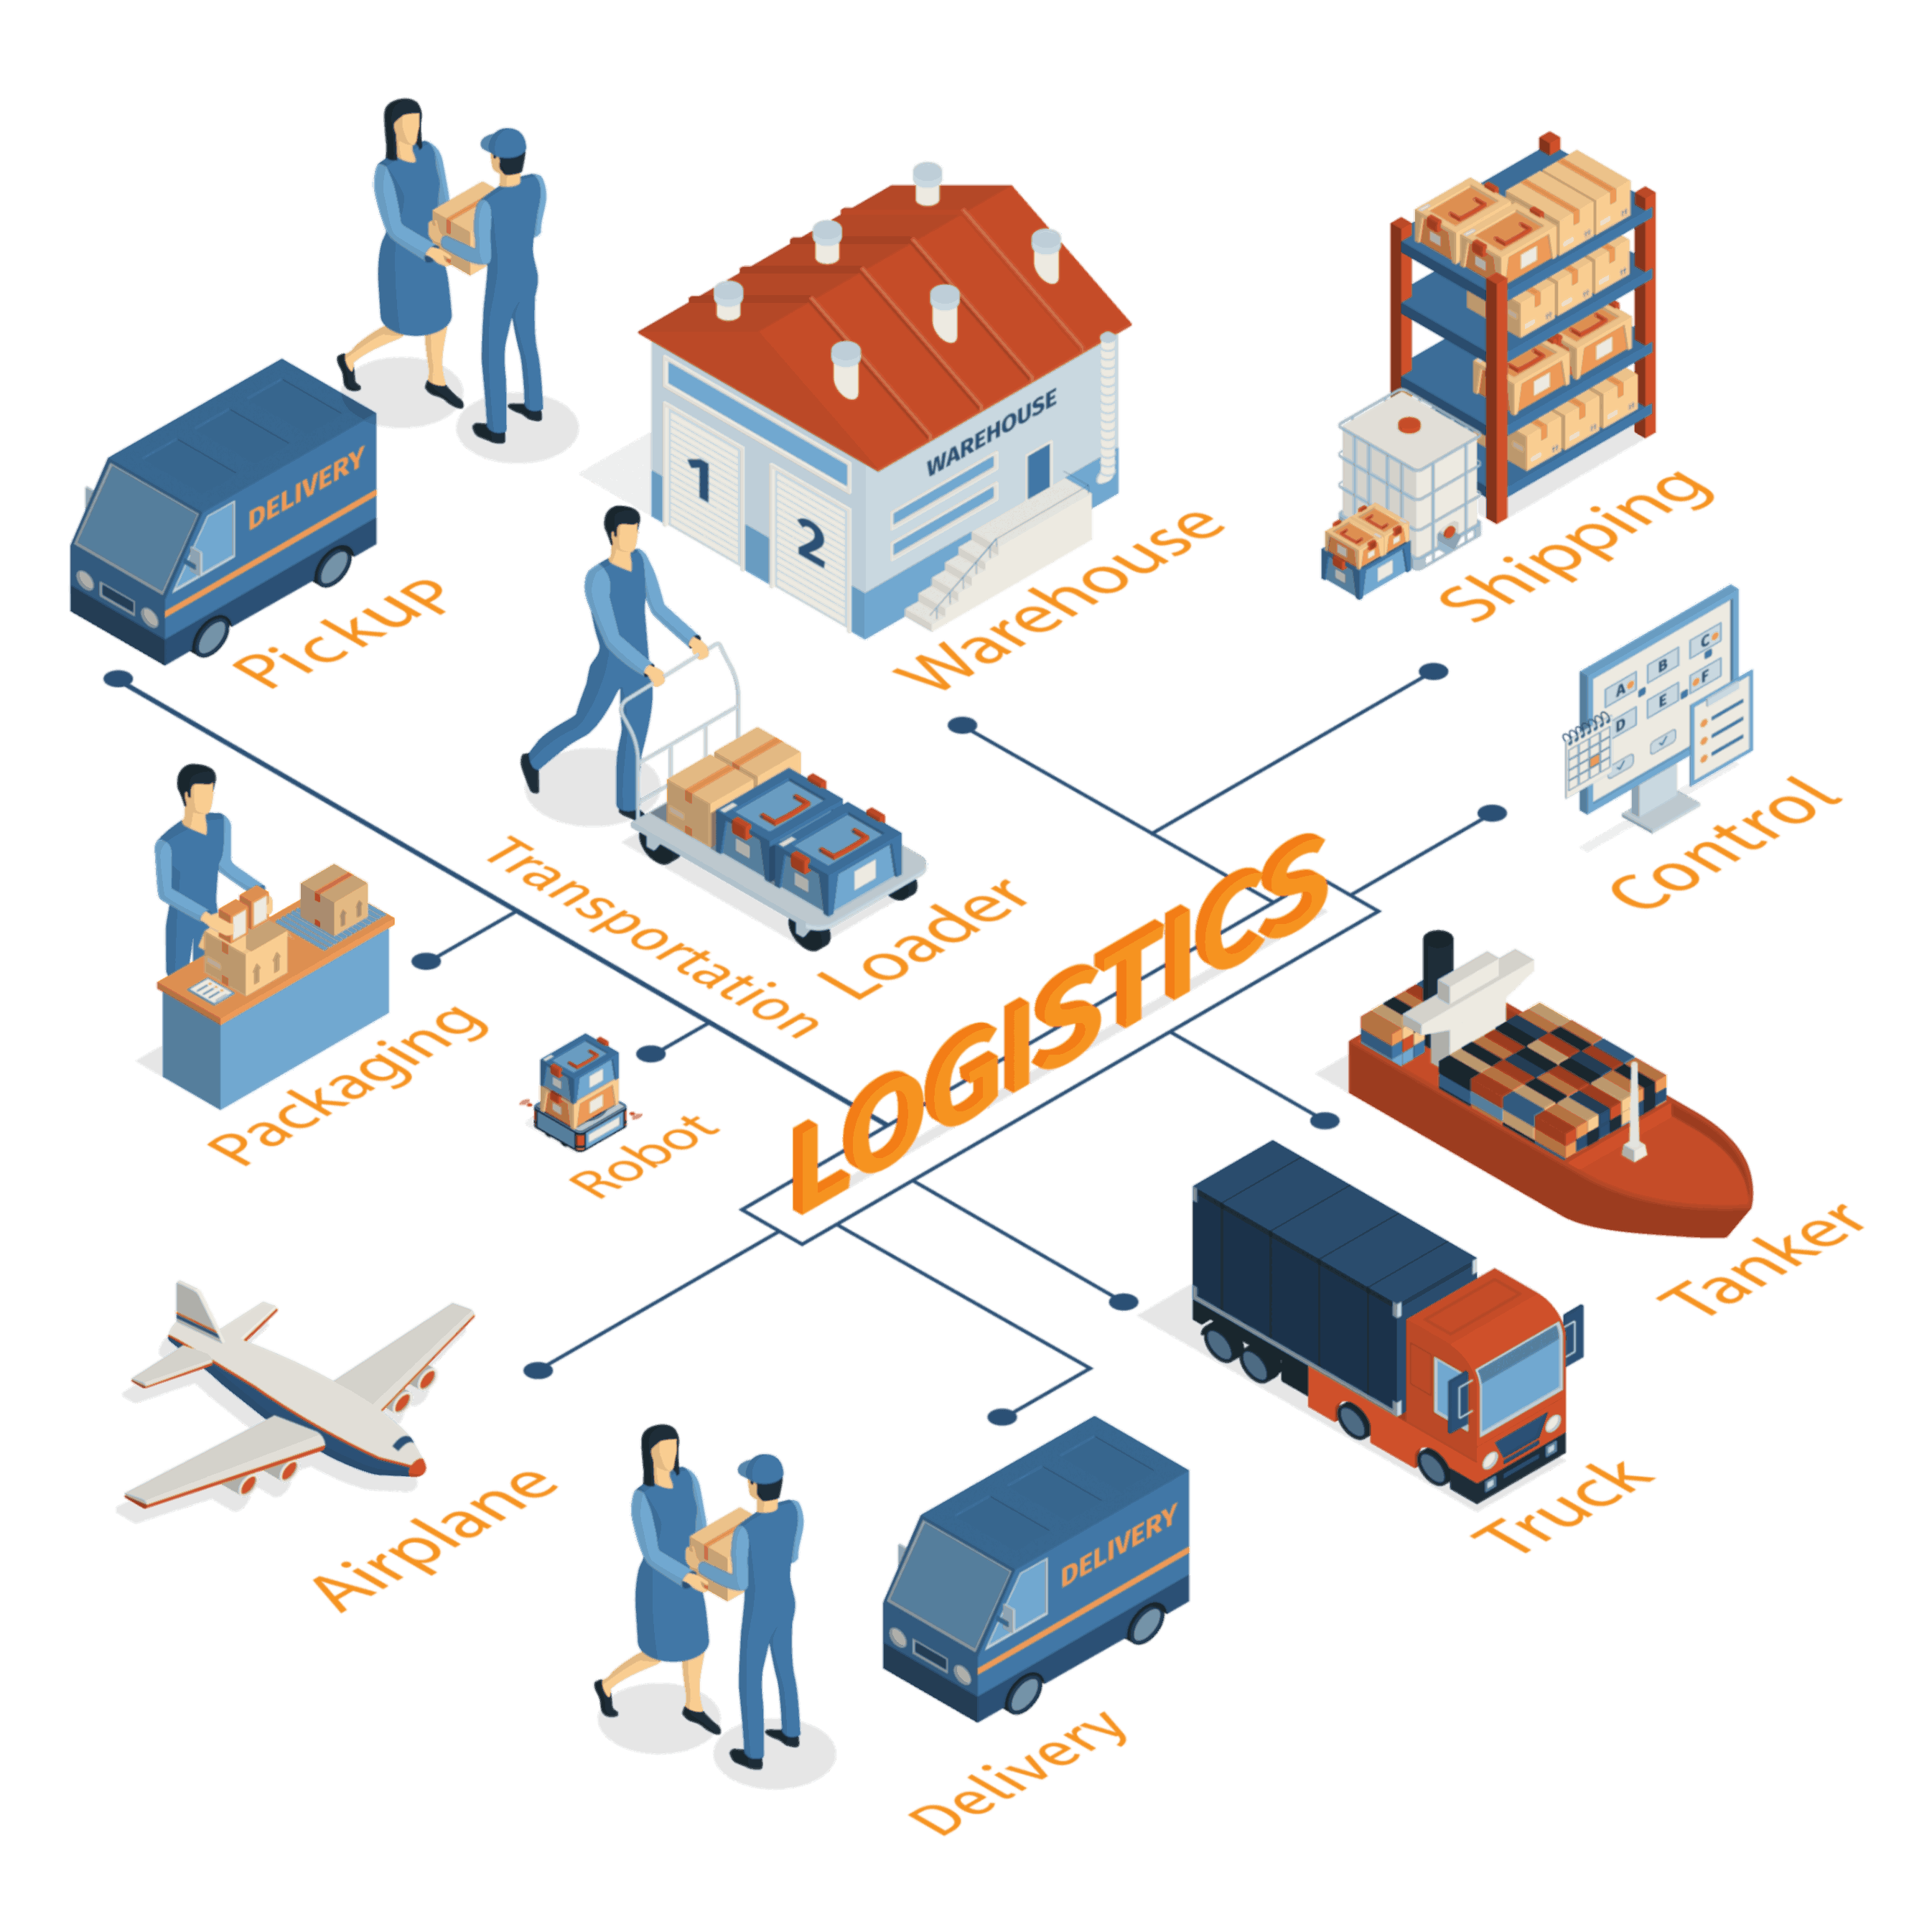 DELIVERY
Pickup
1
2
WAREHOUSE
Warehouse
Shipping
A
B
C
D
E
F
Control
Transportation
Loader
LOGISTICS
Packaging
Robot
Tanker
Truck
Airplane
DELIVERY
Delivery